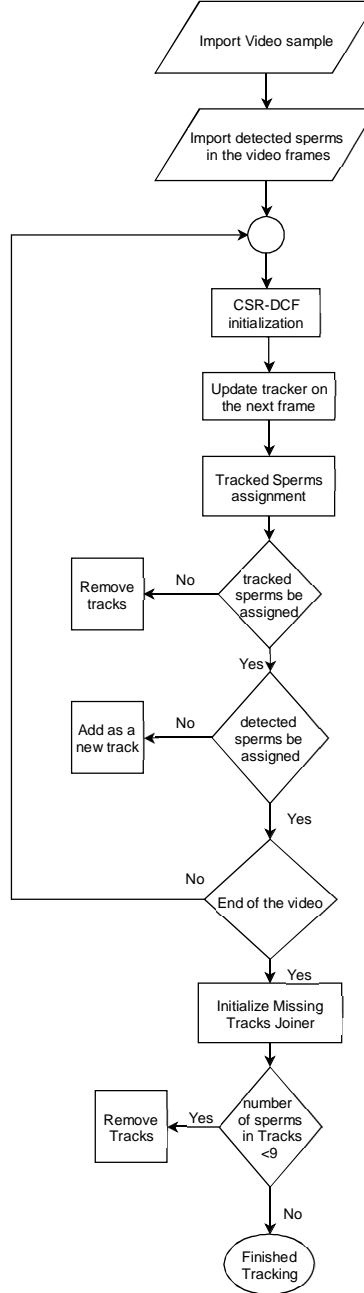 Import Video sample
Import detected sperms
in the video frames
CSR-DCF
initialization
Update tracker on
the next frame
Tracked Sperms
assignment
tracked
sperms be
assigned
No
Remove
tracks
Yes
detected
sperms be
assigned
No
Add as a
new track
Yes
End of the video
No
Yes
Initialize Missing
Tracks Joiner
number
of sperms
in Tracks
<9
Yes
Remove
Tracks
No
Finished
Tracking